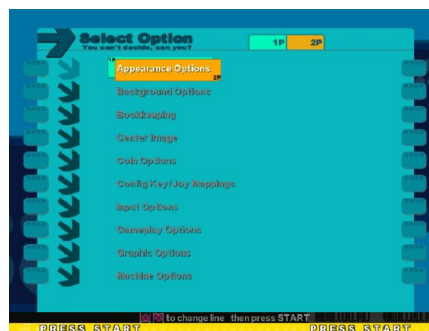 Select Option
You can't decide, can you?
1P 2P
1P
Appearance Options
2P
Background Options
Bookkeeping
Center Image
Coin Options
Config Key/Joy Mappings
Input Options
Gameplay Options
Graphic Options
Machine Options
to change line then press START
PRESS START PRESS START